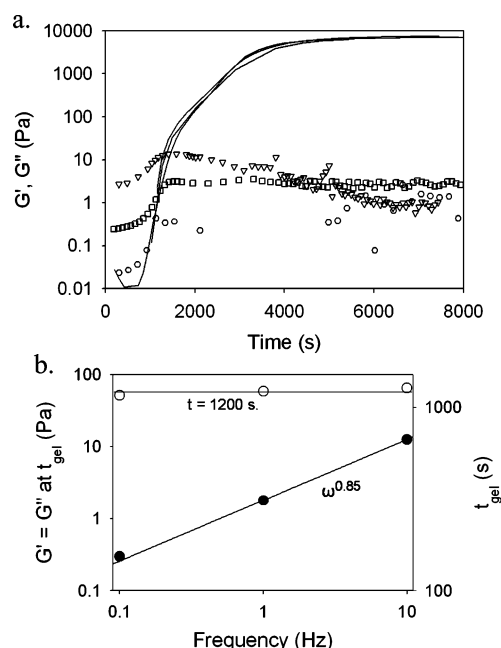 a.
10000
1000
100
10
1
0.1
0.01
G', G'' (Pa)
0
2000
4000
6000
8000
Time (s)
b.
100
10
1
0.1
G' = G'' at t_gel (Pa)
t = 1200 s.
ω^0.85
1000
100
t_gel (s)
0.1
1
10
Frequency (Hz)